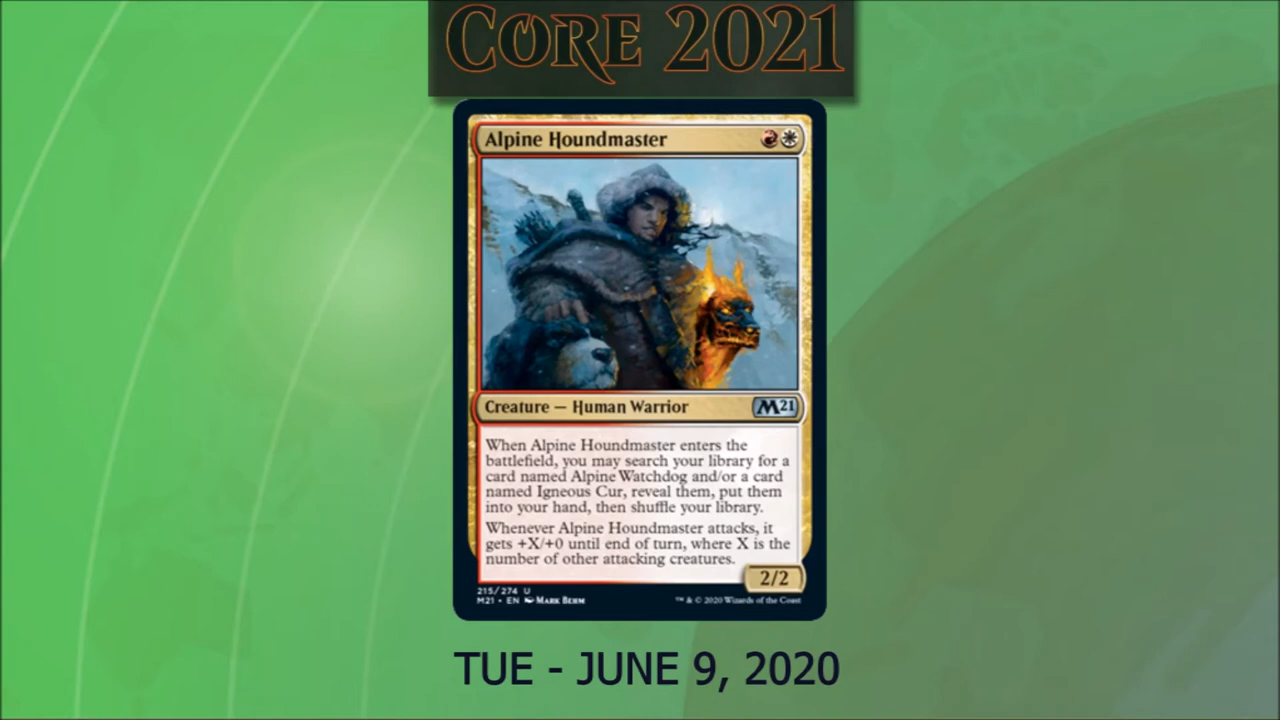 CORE 2021
Alpine Houndmaster
Creature — Human Warrior
M21
When Alpine Houndmaster enters the
battlefield, you may search your library for a
card named Alpine Watchdog and/or a card
named Igneous Cur, reveal them, put them
into your hand, then shuffle your library.
Whenever Alpine Houndmaster attacks, it
gets +X/+0 until end of turn, where X is the
number of other attacking creatures.
2/2
215/274 U
M21 • EN MARK BEHM
™ & © 2020 Wizards of the Coast
TUE - JUNE 9, 2020